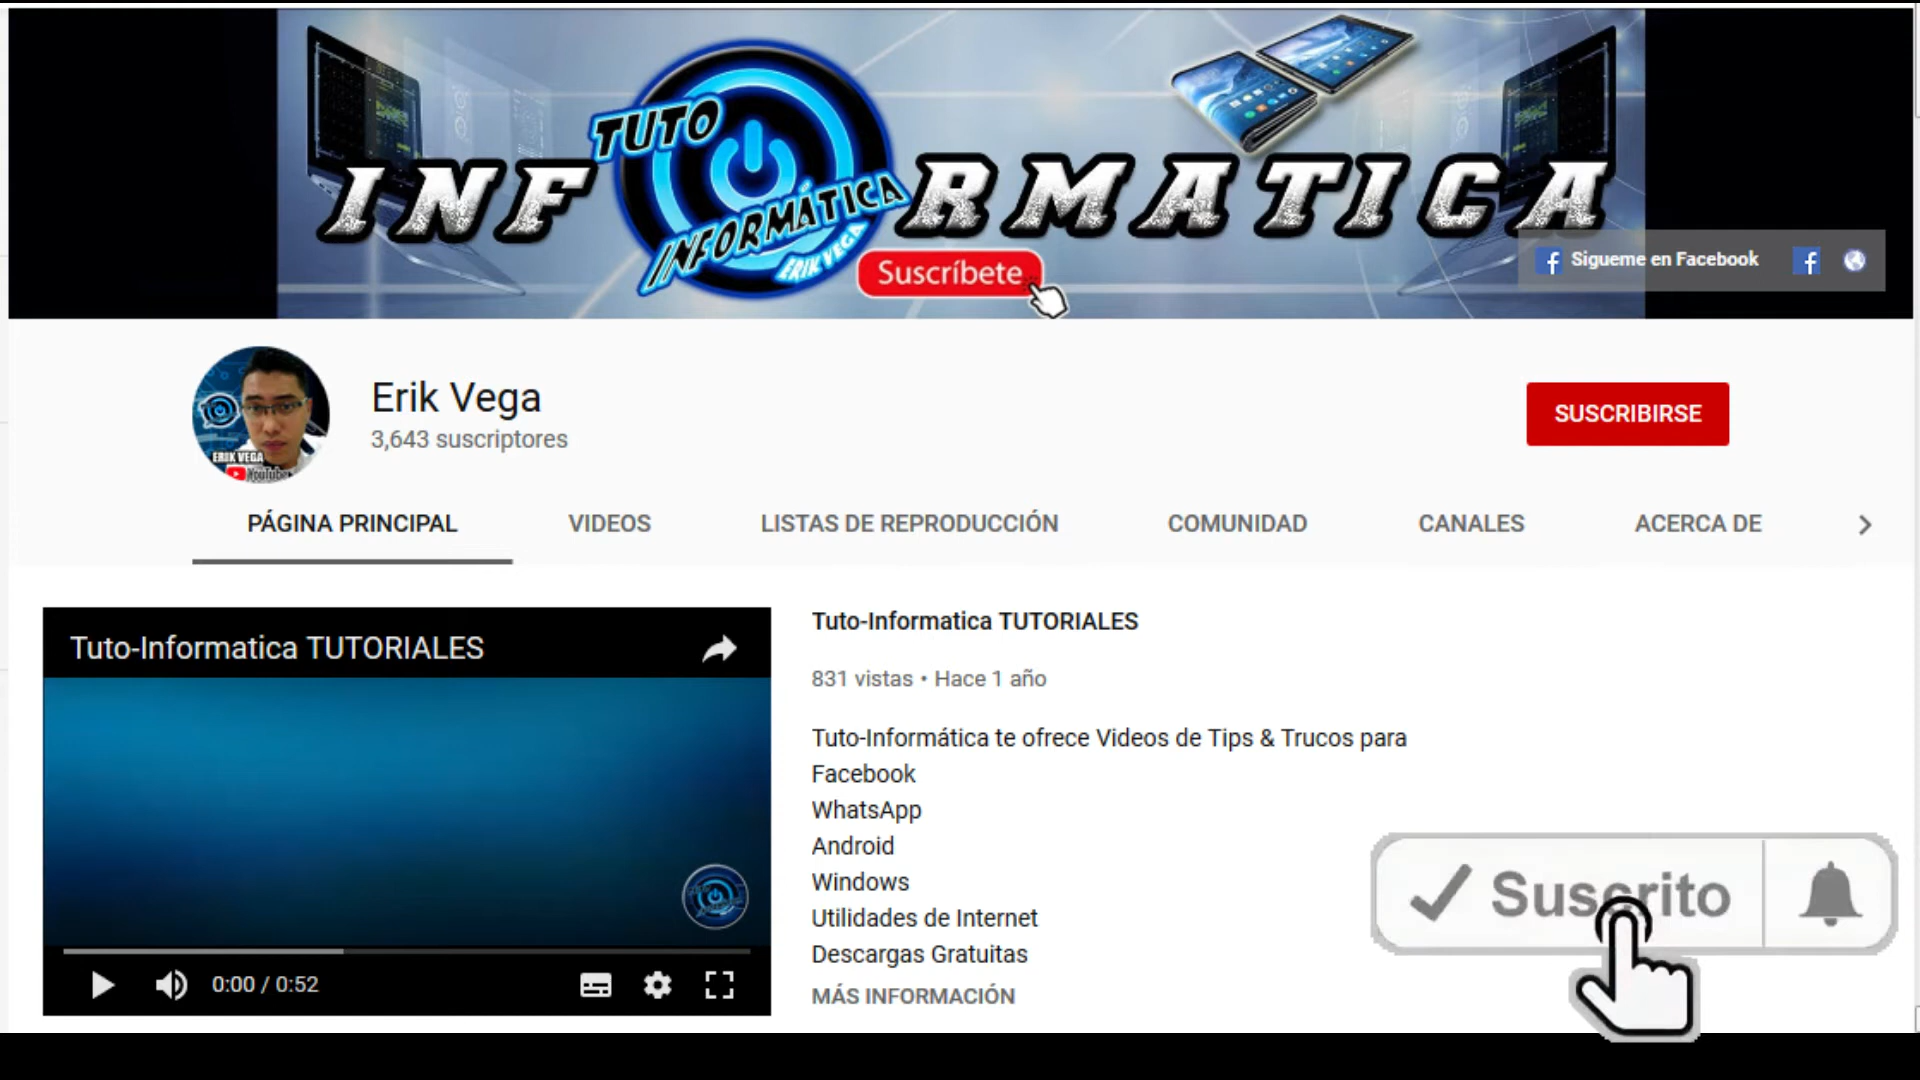 TUTO
INF RMATICA
INFORMÁTICA
ERIK VEGA
Suscríbete
Sigueme en Facebook
Erik Vega
3,643 suscriptores
SUSCRIBIRSE
ERIK VEGA
YouTube
PÁGINA PRINCIPAL VIDEOS LISTAS DE REPRODUCCIÓN COMUNIDAD CANALES ACERCA DE
Tuto-Informatica TUTORIALES
0:00 / 0:52
Tuto-Informatica TUTORIALES
831 vistas • Hace 1 año
Tuto-Informática te ofrece Videos de Tips & Trucos para
Facebook
WhatsApp
Android
Windows
Utilidades de Internet
Descargas Gratuitas
MÁS INFORMACIÓN
Suscrito